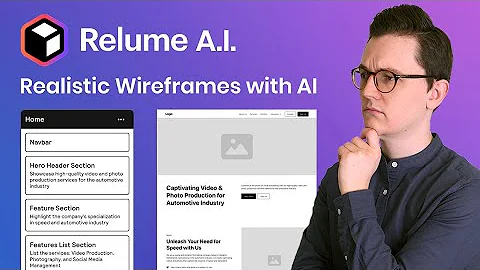 Relume A.I.
Realistic Wireframes with AI
Home
Navbar
Hero Header Section
Showcase high-quality video and photo
production services for the automotive
industry
Feature Section
Highlight the company's specialization
in speed and automotive industry
Features List Section
List the services: Video Production,
Photography, and Social Media
Management
Logo
Captivating Video &
Photo Production for
Automotive Industry
Unleash Your Need for
Speed with Us